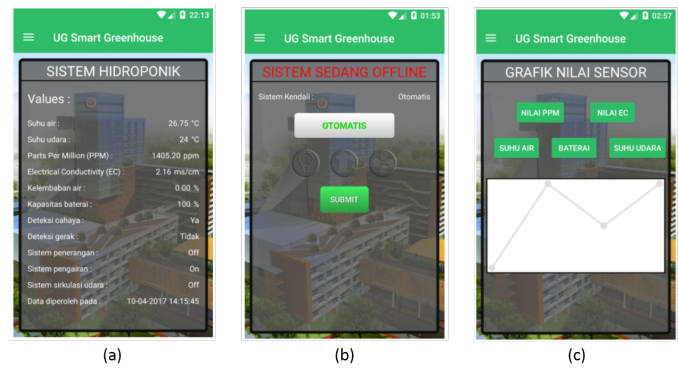 22:13
UG Smart Greenhouse
SISTEM HIDROPONIK
Values :
Suhu air : 26.75 °C
Suhu udara : 24 °C
Parts Per Million (PPM) : 1405.20 ppm
Electrical Conductivity (EC) : 2.16 ms/cm
Kelembaban air : 0.00 %
Kapasitas baterai : 100 %
Deteksi cahaya : Ya
Deteksi gerak : Tidak
Sistem penerangan : Off
Sistem pengairan : On
Sistem sirkulasi udara : Off
Data diperoleh pada : 10-04-2017 14:15:45
(a)
01:53
UG Smart Greenhouse
SISTEM SEDANG OFFLINE
Sistem Kendali : Otomatis
OTOMATIS
SUBMIT
(b)
02:57
UG Smart Greenhouse
GRAFIK NILAI SENSOR
NILAI PPM NILAI EC
SUHU AIR BATERAI SUHU UDARA
(c)